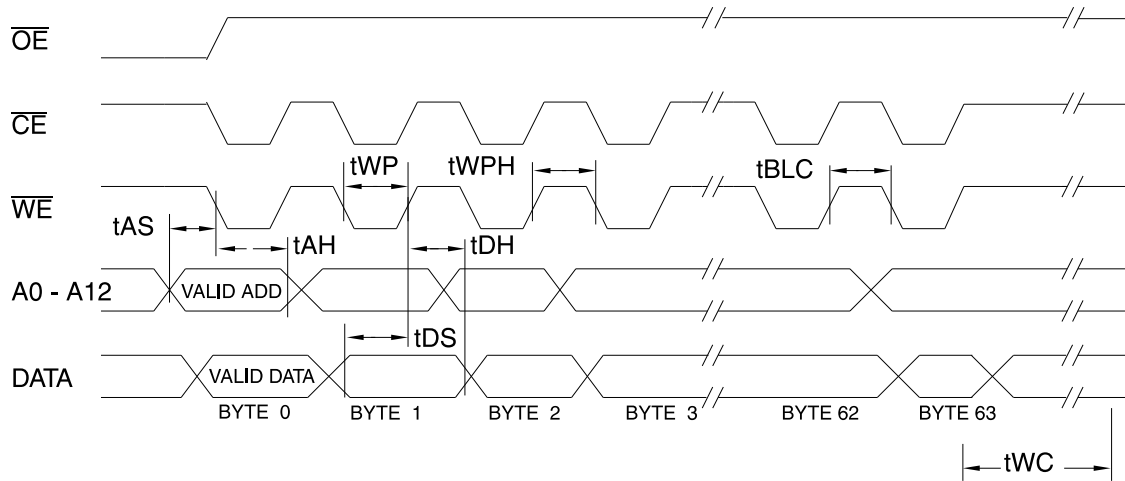 OE
CE
tWP
tWPH
tBLC
WE
tAS
tAH
tDH
A0 - A12
VALID ADD
tDS
DATA
VALID DATA
BYTE 0
BYTE 1
BYTE 2
BYTE 3
BYTE 62
BYTE 63
tWC